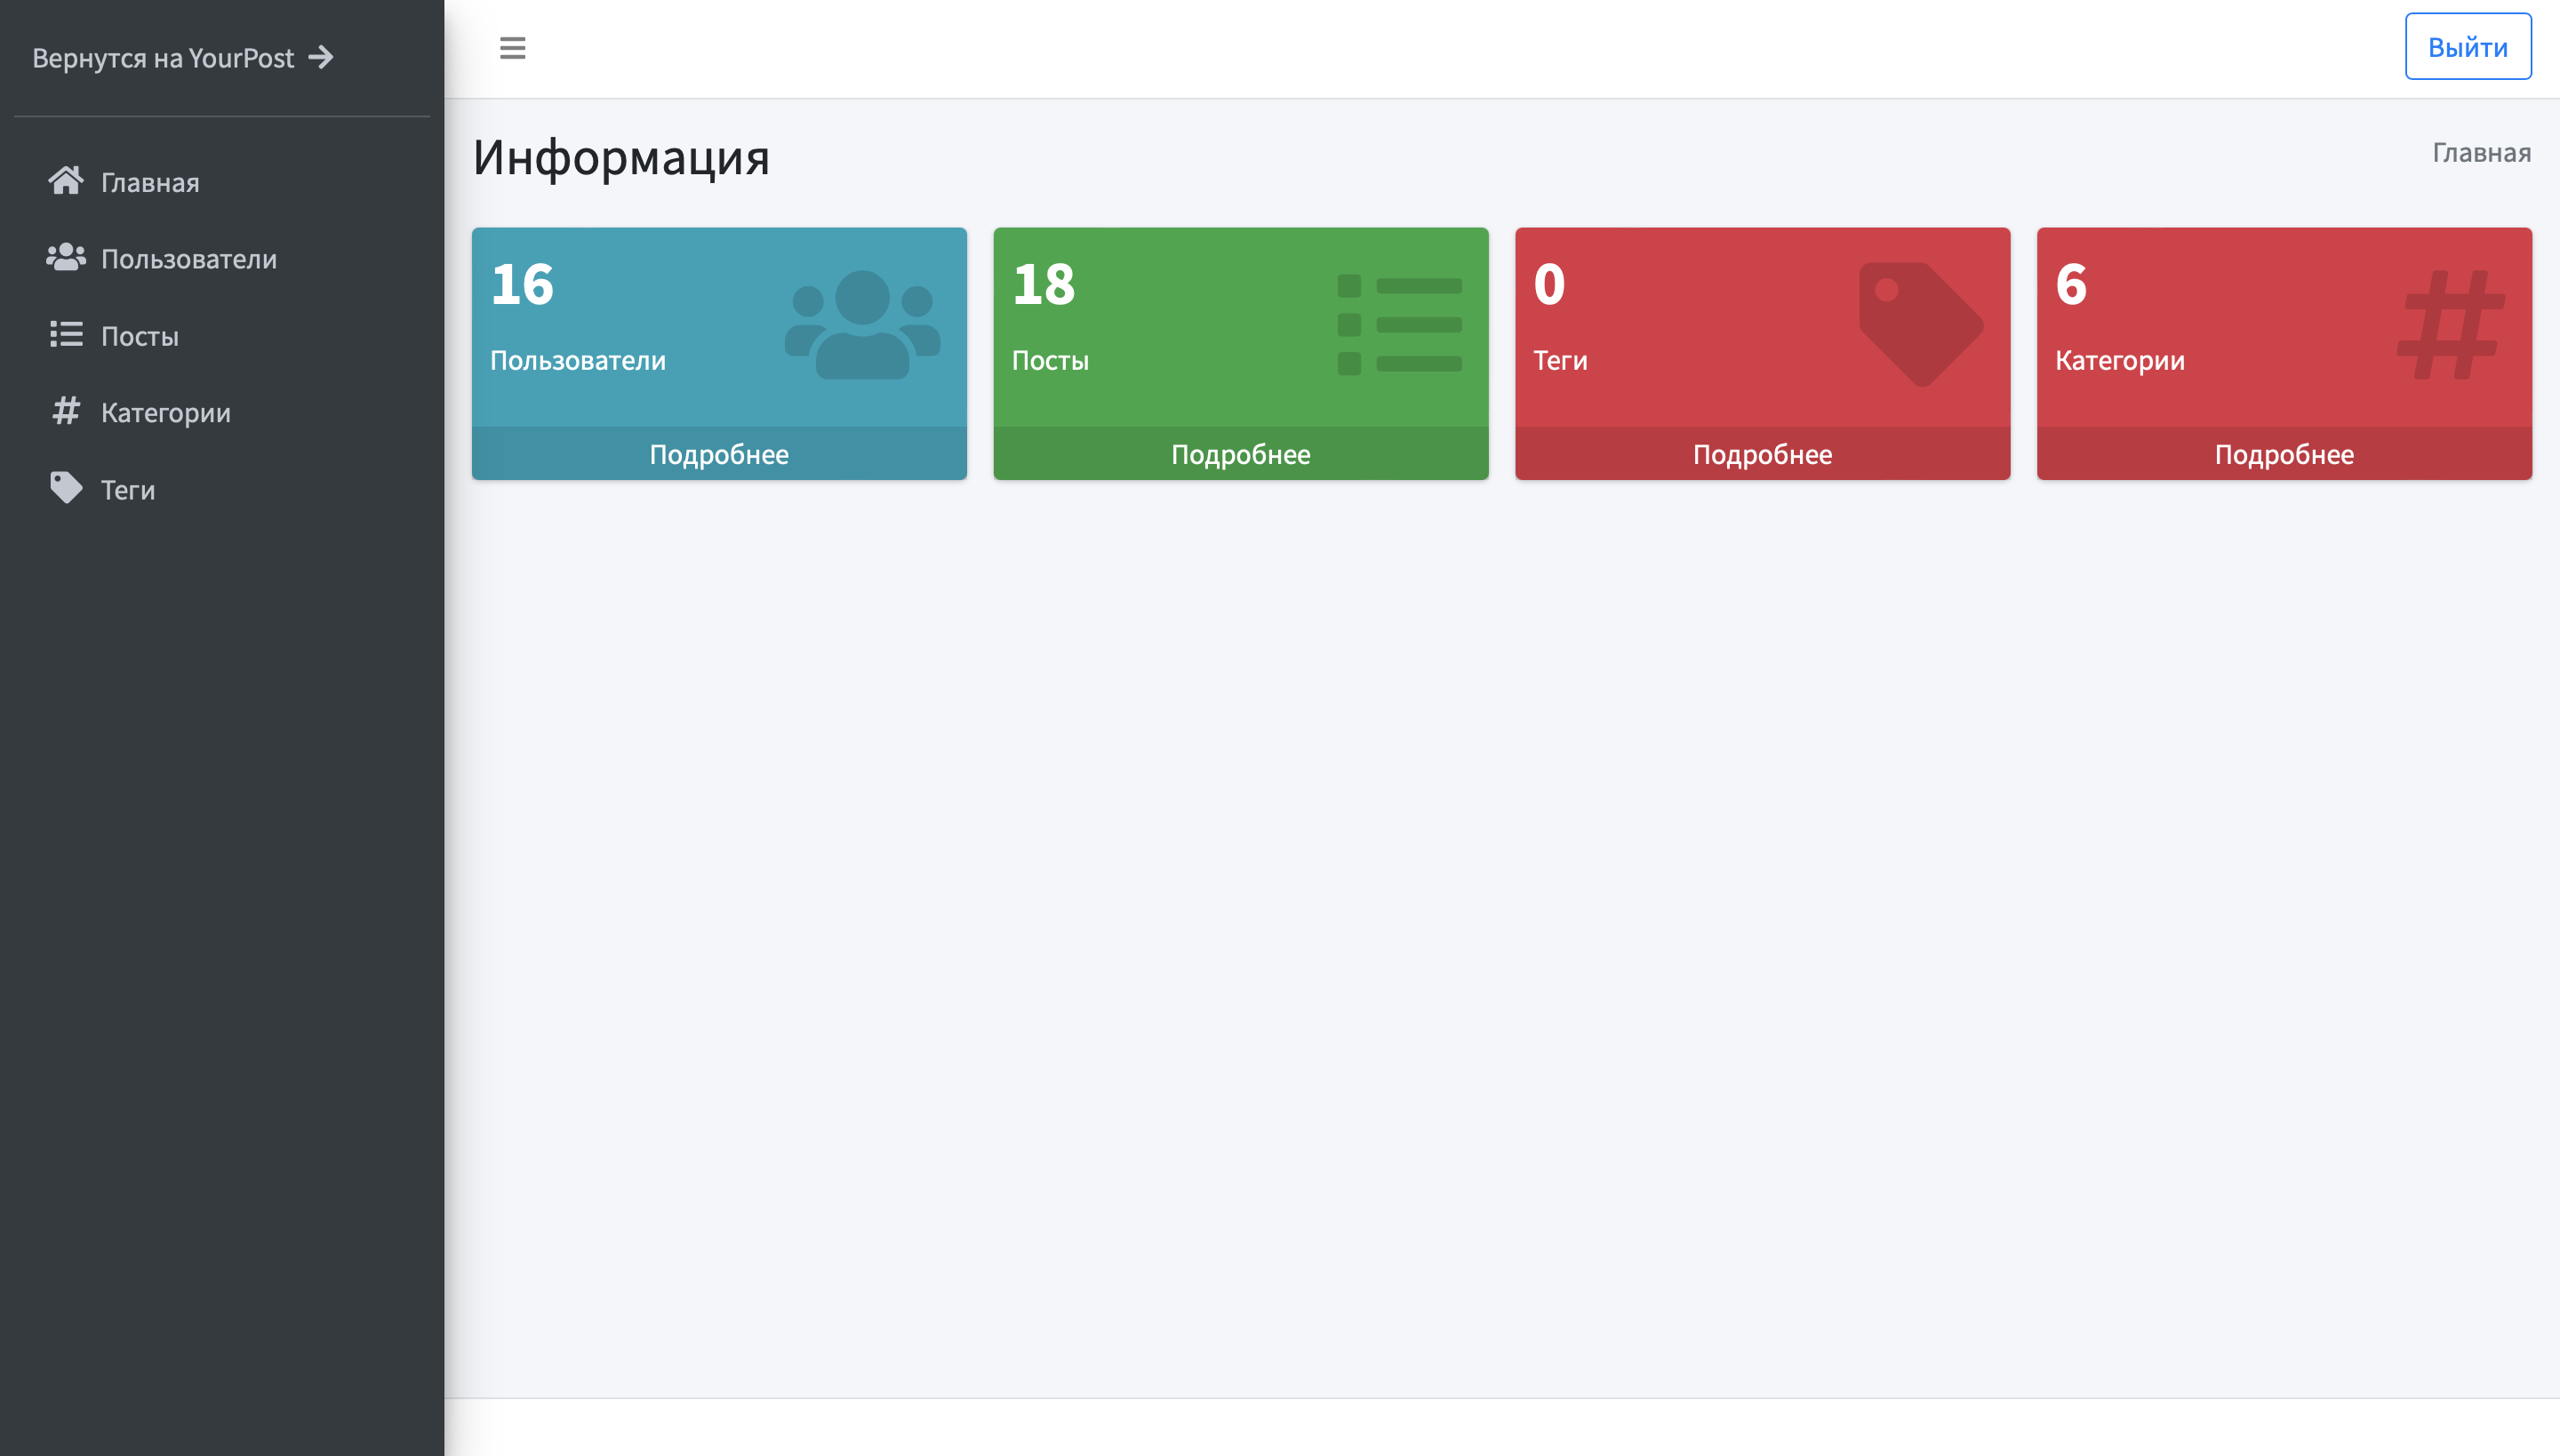 Вернутся на YourPost
Главная
Пользователи
Посты
Категории
Теги
Выйти
Информация
Главная
16
Пользователи
Подробнее
18
Посты
Подробнее
0
Теги
Подробнее
6
Категории
Подробнее